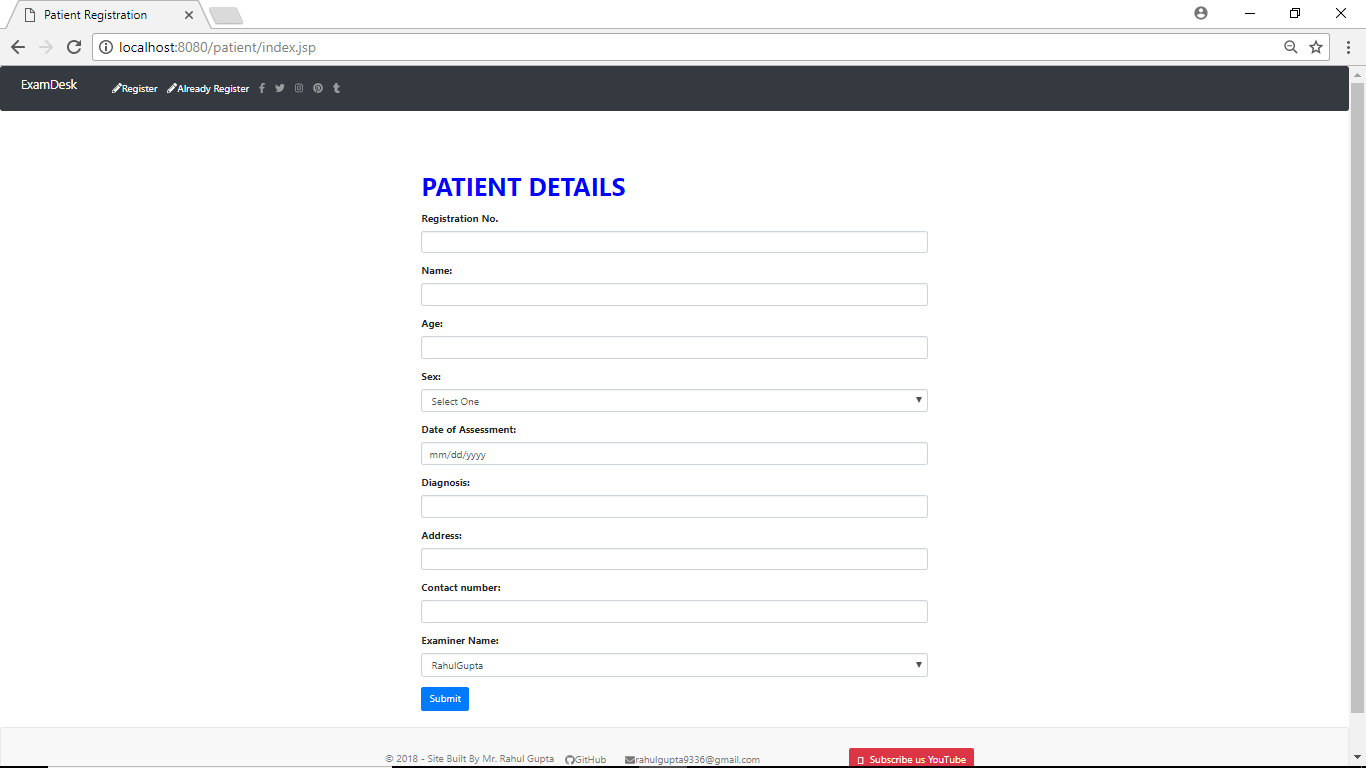 Patient Registration
localhost:8080/patient/index.jsp
ExamDesk Register Already Register
PATIENT DETAILS
Registration No.
Name:
Age:
Sex:
Select One
Date of Assessment:
mm/dd/yyyy
Diagnosis:
Address:
Contact number:
Examiner Name:
RahulGupta
Submit
© 2018 - Site Built By Mr. Rahul Gupta GitHub rahulgupta9336@gmail.com Subscribe us YouTube